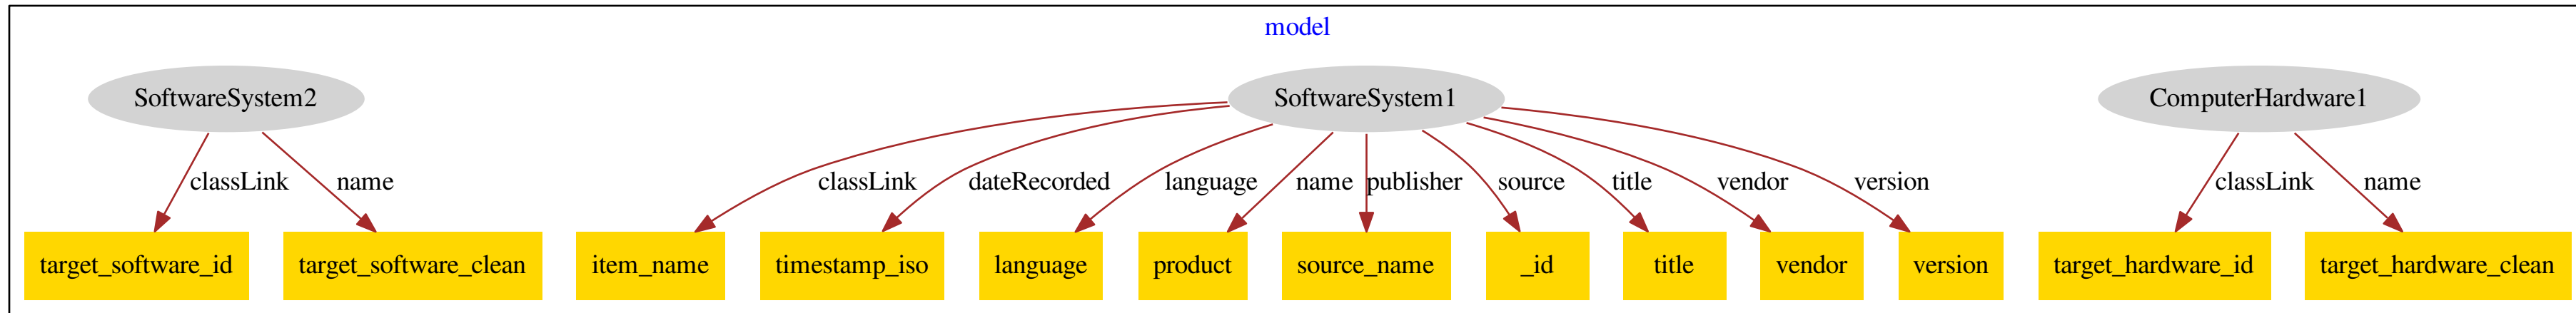 model
SoftwareSystem2
SoftwareSystem1
ComputerHardware1
classLink
name
classLink
dateRecorded
language
name
publisher
source
title
vendor
version
classLink
name
target_software_id
target_software_clean
item_name
timestamp_iso
language
product
source_name
_id
title
vendor
version
target_hardware_id
target_hardware_clean